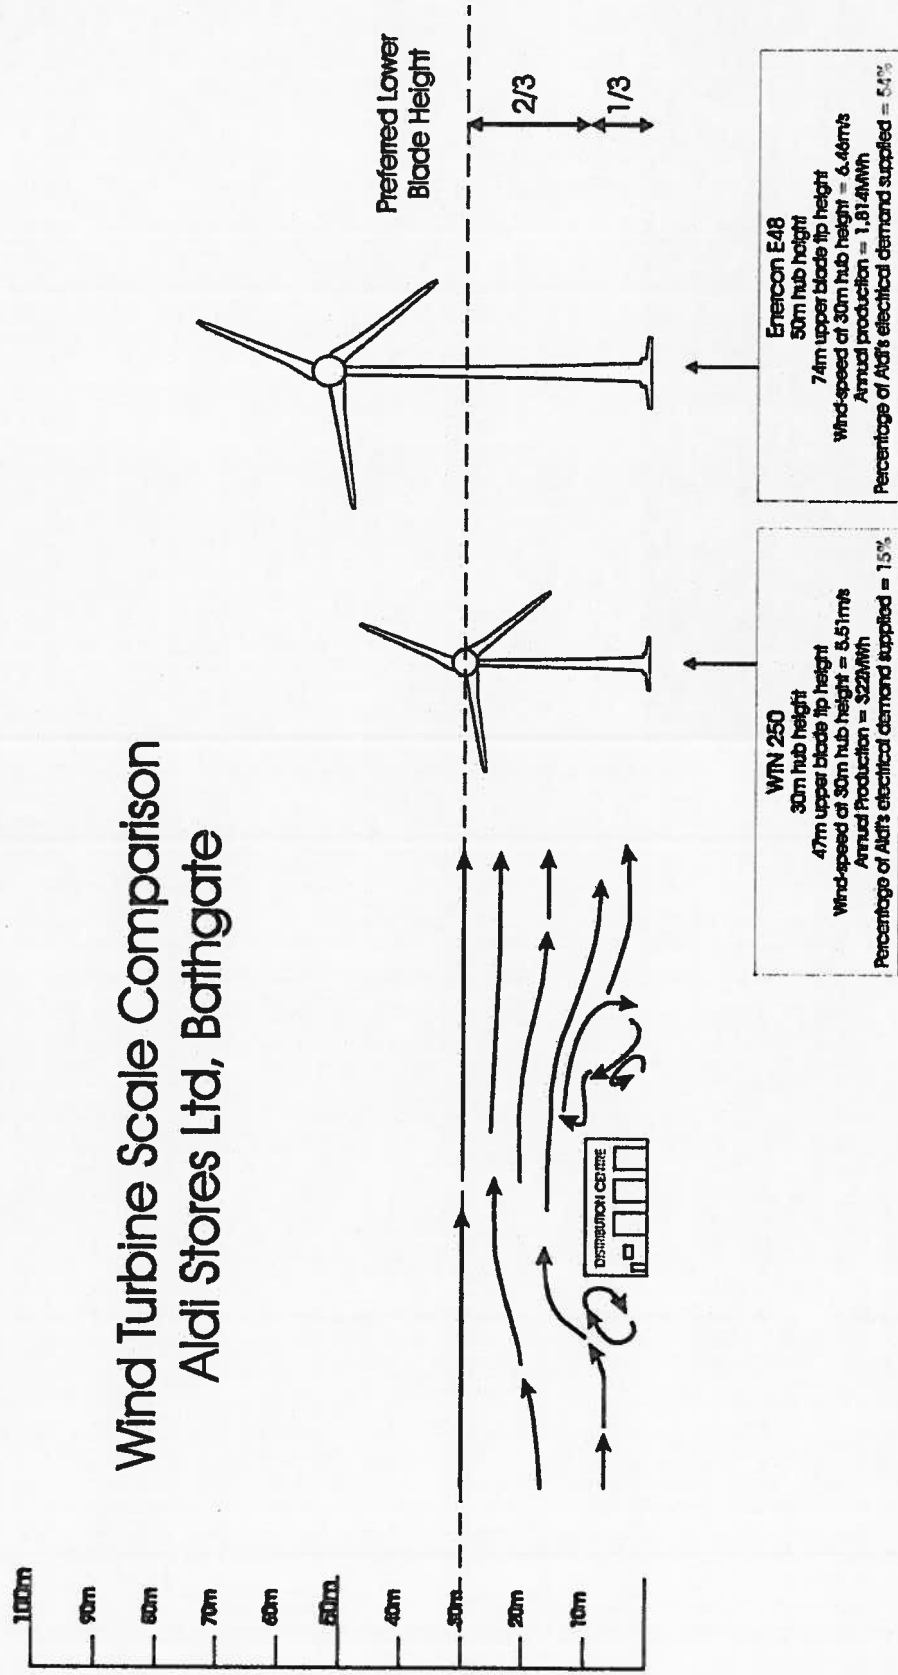 Wind Turbine Scale Comparison
Aldi Stores Ltd, Bathgate
100m
90m
80m
70m
60m
50m
40m
30m
20m
10m
DISTRIBUTION CENTRE
Preferred Lower
Blade Height
2/3
1/3
WTN 250
30m hub height
47m upper blade tip height
Wind-speed at 30m hub height = 5.51m/s
Annual Production = 322MWh
Percentage of Aldi's electrical demand supplied = 15%
Enercon E48
50m hub height
74m upper blade tip height
Wind-speed at 30m hub height = 6.46m/s
Annual production = 1,814MWh
Percentage of Aldi's electrical demand supplied = 54%